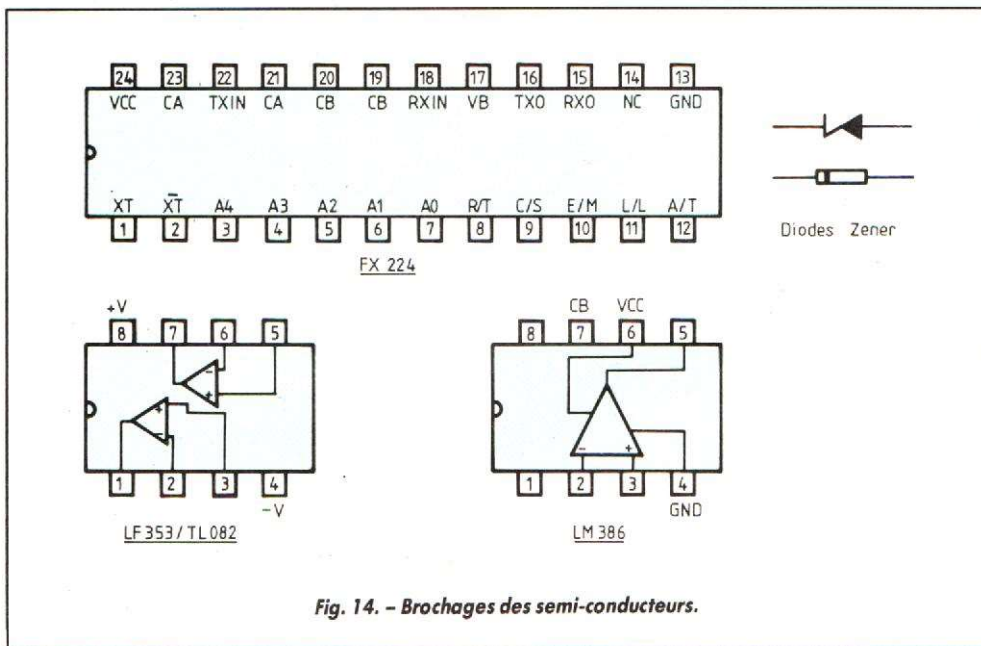 24 23 22 21 20 19 18 17 16 15 14 13
VCC CA TXIN CA CB CB RXIN VB TXO RXO NC GND
XT X̅T̅ A4 A3 A2 A1 A0 R/T C/S E/M L/L A/T
1 2 3 4 5 6 7 8 9 10 11 12
FX 224
Diodes Zener
+V
8 7 6 5
- +
+ -
1 2 3 4
-V
LF353/TL082
CB VCC
8 7 6 5
- +
1 2 3 4
GND
LM386
Fig. 14. – Brochages des semi-conducteurs.